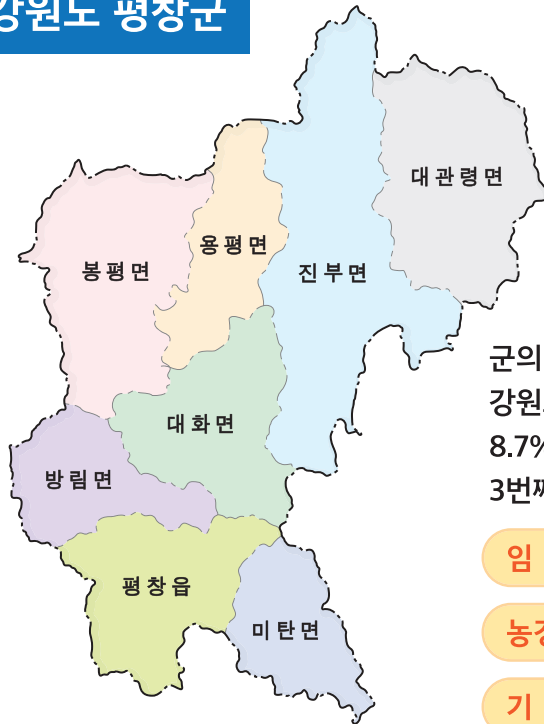 강원도 평창군
대관령면
용평면
봉평면
진부면
대화면
방림면
평창읍
미탄면
군의
강원
8.7%
3번째
임
농경
기